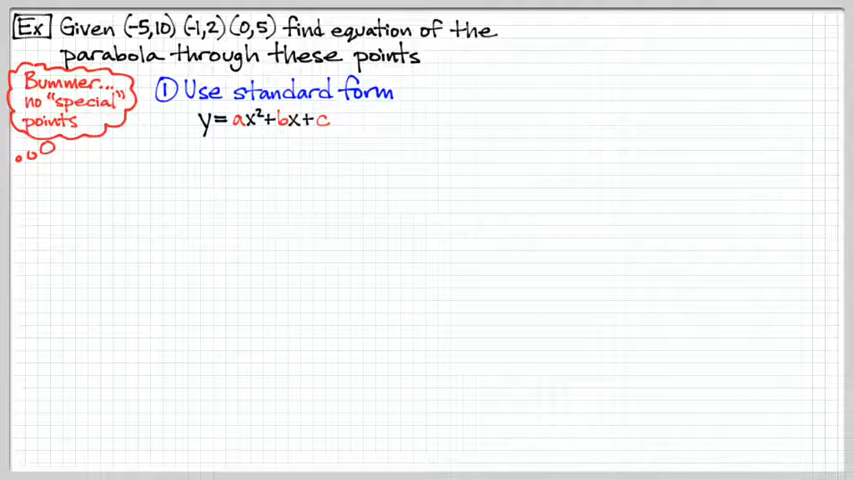 Ex Given (-5,10) (-1,2) (0,5) find equation of the
parabola through these points
Bummer...
no "special"
points
① Use standard form
y=ax²+bx+c